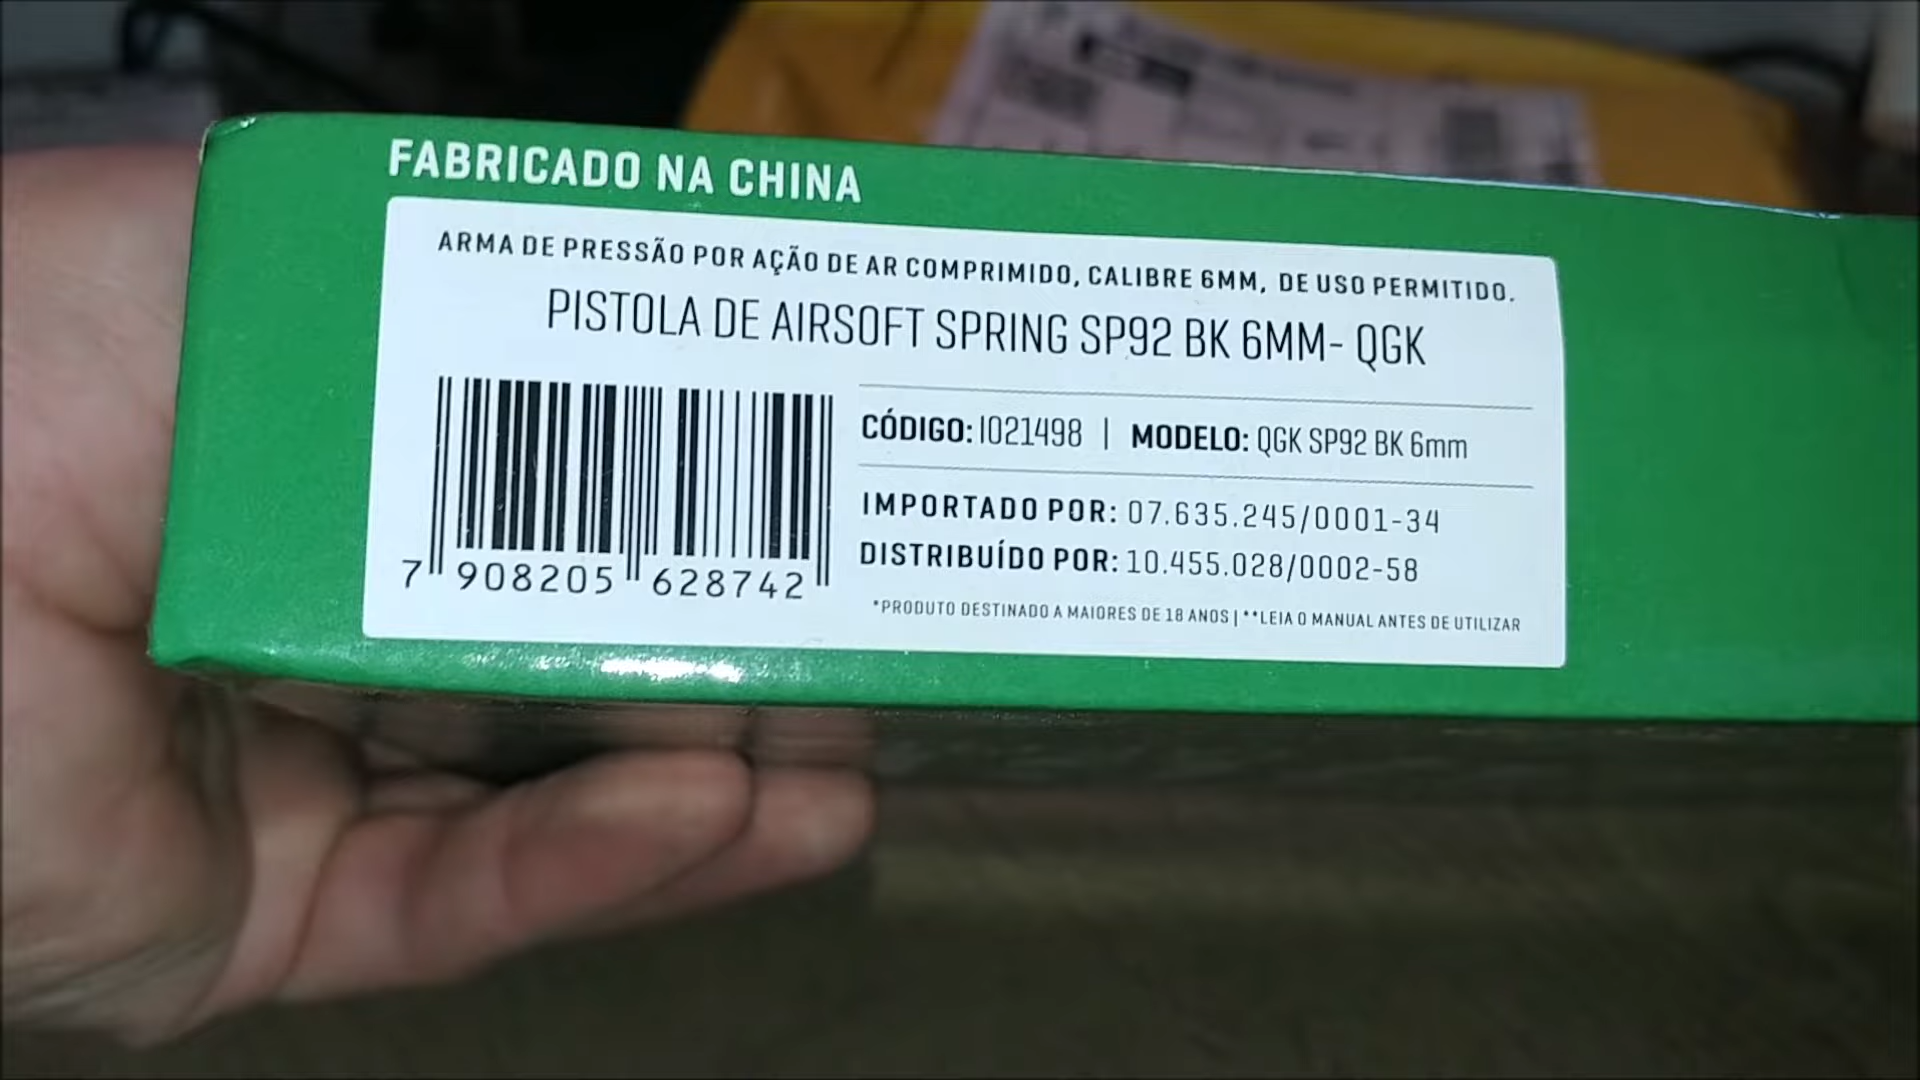 FABRICADO NA CHINA
ARMA DE PRESSÃO POR AÇÃO DE AR COMPRIMIDO, CALIBRE 6MM, DE USO PERMITIDO.
PISTOLA DE AIRSOFT SPRING SP92 BK 6MM- QGK
CÓDIGO: I021498 | MODELO: QGK SP92 BK 6mm
IMPORTADO POR: 07.635.245/0001-34
DISTRIBUÍDO POR: 10.455.028/0002-58
7 908205 628742
*PRODUTO DESTINADO A MAIORES DE 18 ANOS | **LEIA O MANUAL ANTES DE UTILIZAR